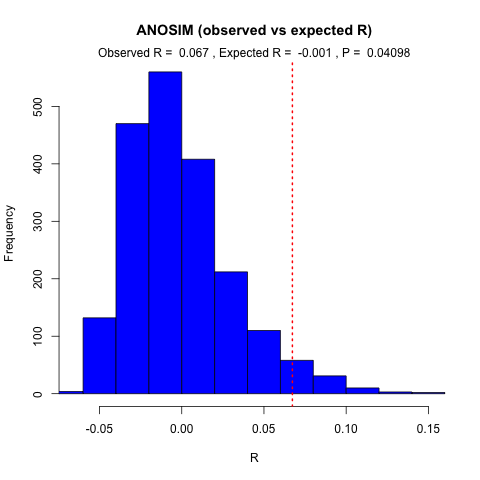 ANOSIM (observed vs expected R)
Observed R =  0.067 , Expected R =  -0.001 , P =  0.04098
500
400
300
200
100
0
Frequency
-0.05 0.00 0.05 0.10 0.15
R